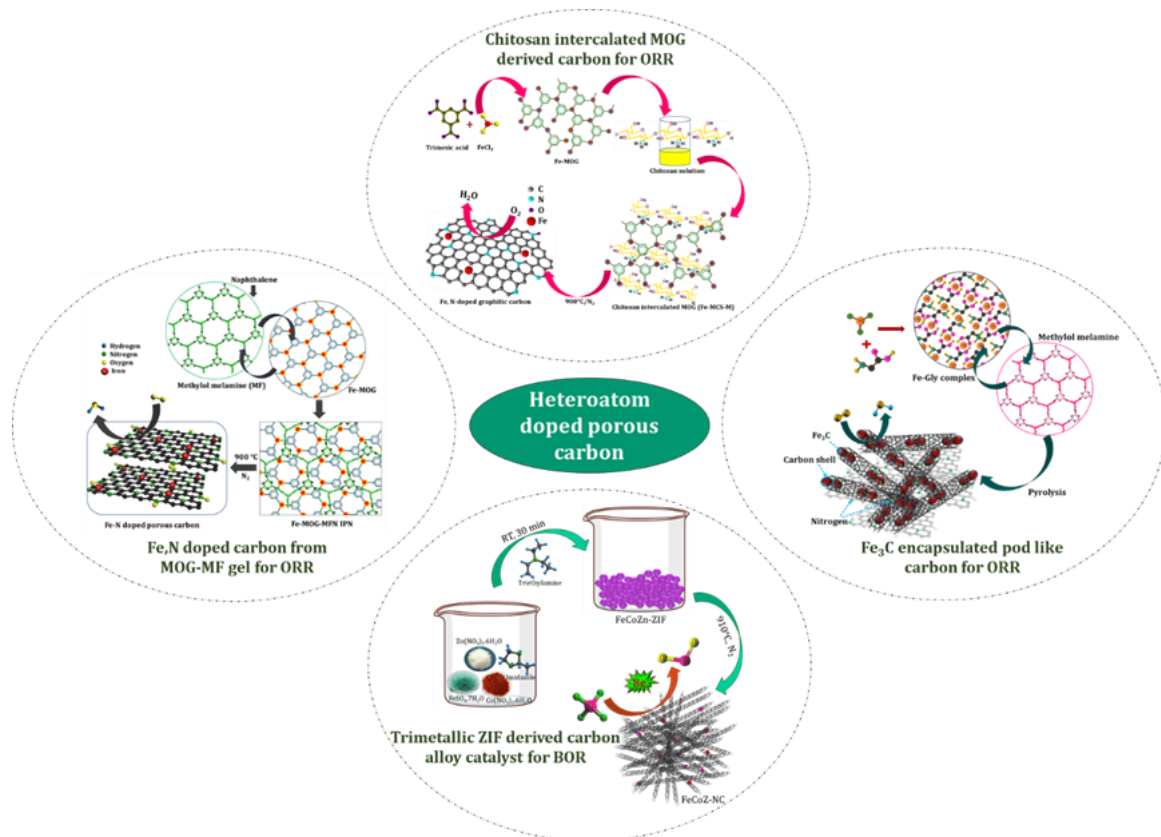 Chitosan intercalated MOG
derived carbon for ORR
Trimesic acid
+
FeCl₃
Fe-MOG
Chitosan solution
H₂O
O₂
C
N
O
Fe
Fe, N-doped graphitic carbon
900°C/N₂
Chitosan intercalated MOG (Fe-MCS-M)
Naphthalene
Hydrogen
Nitrogen
Oxygen
Iron
Methylol melamine (MF)
Fe-MOG
900 °C
N₂
Fe-N doped porous carbon
Fe-MOG-MFN IPN
Fe,N doped carbon from
MOG-MF gel for ORR
Heteroatom
doped porous
carbon
+
Fe-Gly complex
Methylol melamine
Fe₃C
Carbon shell
Nitrogen
Pyrolysis
Fe₃C encapsulated pod like
carbon for ORR
RT, 30 min
Triethylamine
FeCoZn-ZIF
Zn(NO₃)₂.6H₂O
Imidazole
FeSO₄.7H₂O
Co(NO₃)₂.6H₂O
910°C, N₂
8e⁻
Trimetallic ZIF derived carbon
alloy catalyst for BOR
FeCoZ-NC